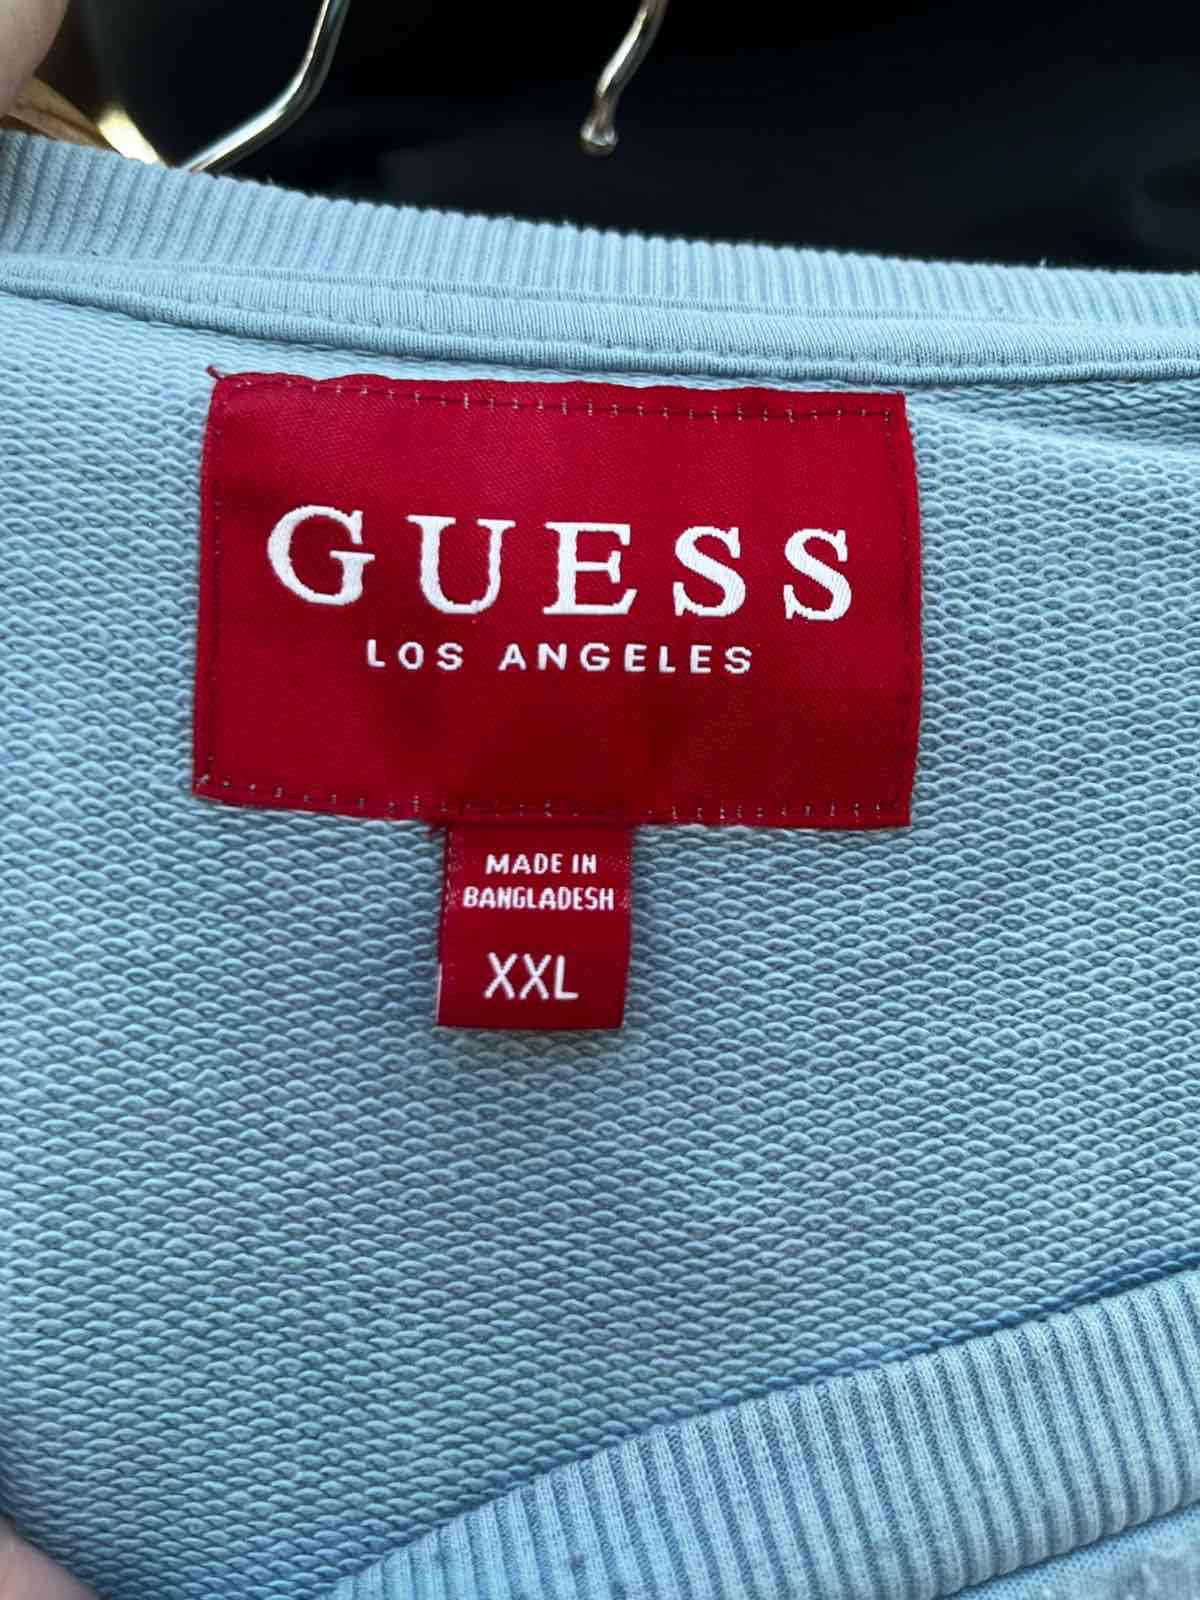 GUESS
LOS ANGELES
MADE IN
BANGLADESH
XXL